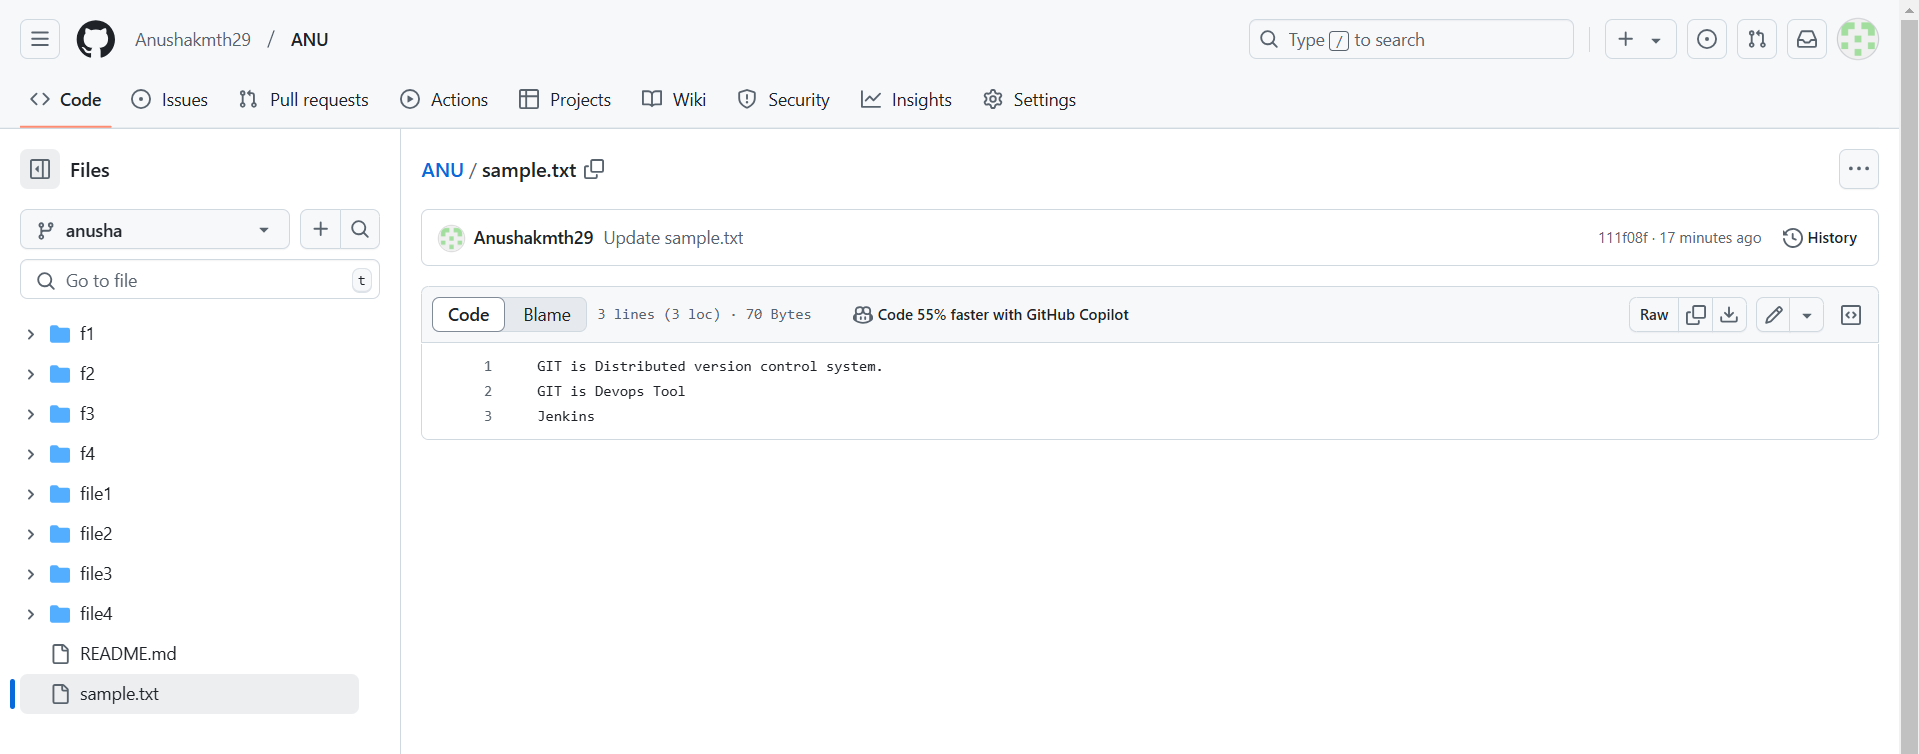 Anushakmth29 / ANU
Type / to search
Code Issues Pull requests Actions Projects Wiki Security Insights Settings
Files
anusha
Go to file t
f1
f2
f3
f4
file1
file2
file3
file4
README.md
sample.txt
ANU / sample.txt
Anushakmth29 Update sample.txt 111f08f · 17 minutes ago History
Code Blame 3 lines (3 loc) · 70 Bytes Code 55% faster with GitHub Copilot Raw
1 GIT is Distributed version control system.
2 GIT is Devops Tool
3 Jenkins